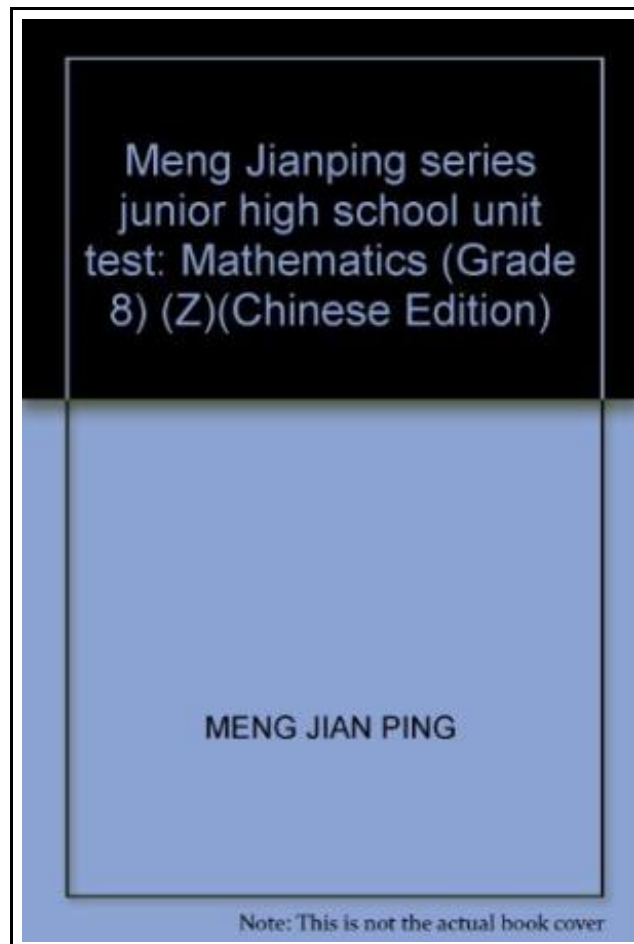 Meng Jianping series
junior high school unit
test: Mathematics (Grade
8) (Z)(Chinese Edition)
MENG JIAN PING
Note: This is not the actual book cover